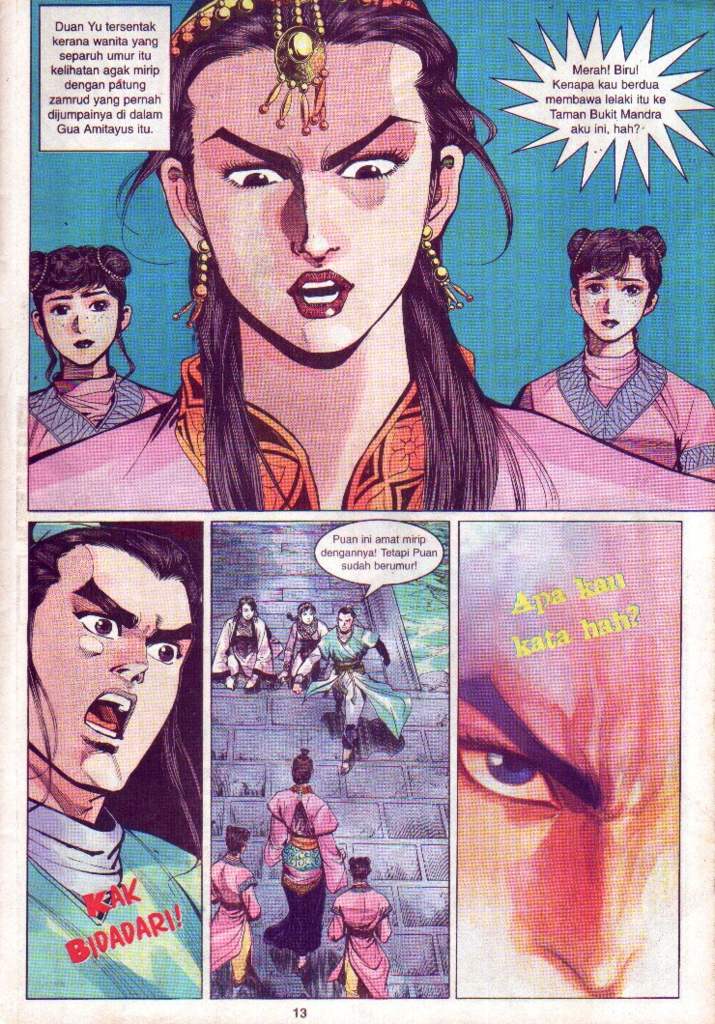 Duan Yu tersentak
kerana wanita yang
separuh umur itu
kelihatan agak mirip
dengan patung
zamrud yang pernah
dijumpainya di dalam
Gua Amitayus itu.
Merah! Biru!
Kenapa kau berdua
membawa lelaki itu ke
Taman Bukit Mandra
aku ini, hah?
KAK
BIDADARI!
Puan ini amat mirip
dengannya! Tetapi Puan
sudah berumur!
Apa kau
kata hah?
13